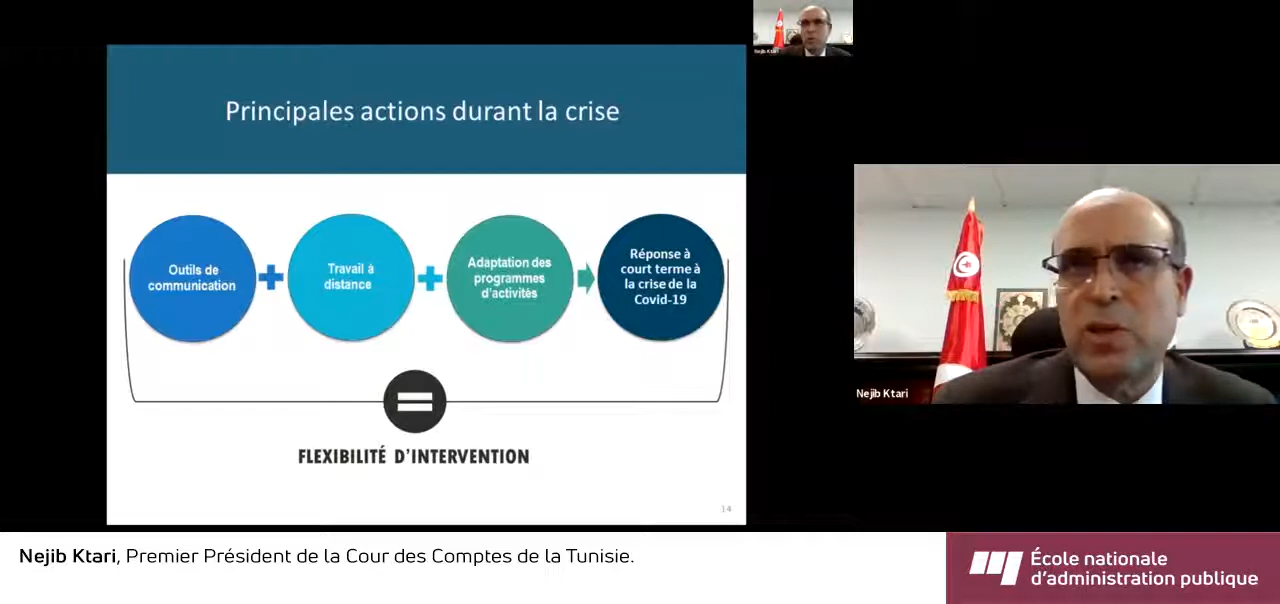 Nejib Ktari
Principales actions durant la crise
Outils de
communication
Travail à
distance
Adaptation des
programmes
d'activités
Réponse à
court terme à
la crise de la
Covid-19
FLEXIBILITÉ D'INTERVENTION
14
Nejib Ktari
Nejib Ktari, Premier Président de la Cour des Comptes de la Tunisie.
École nationale
d'administration publique